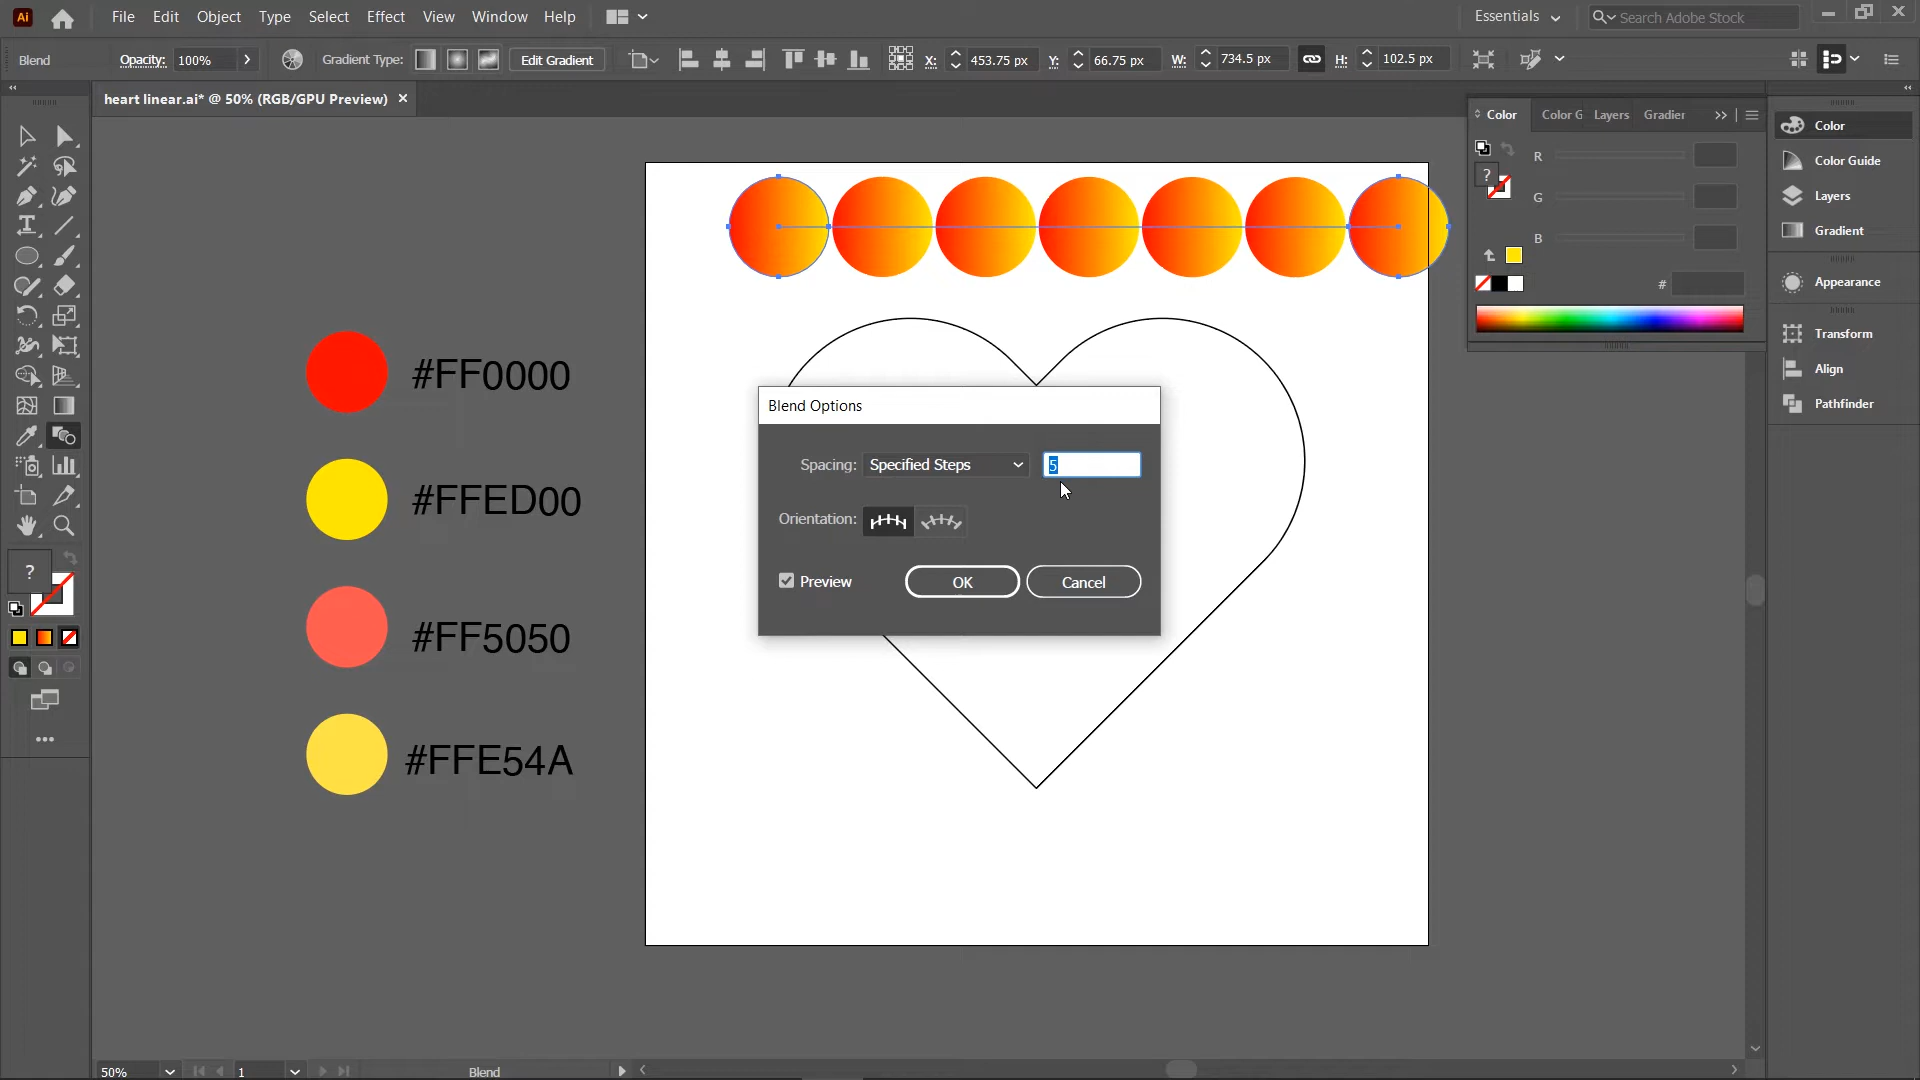 Ai File Edit Object Type Select Effect View Window Help Essentials Search Adobe Stock
Blend Opacity: 100% Gradient Type: Edit Gradient X: 453.75 px Y: 66.75 px W: 734.5 px H: 102.5 px
heart linear.ai* @ 50% (RGB/GPU Preview) ×
Color Color G Layers Gradier
R
G
B
#
?
Color
Color Guide
Layers
Gradient
Appearance
Transform
Align
Pathfinder
#FF0000
#FFED00
#FF5050
#FFE54A
Blend Options
Spacing: Specified Steps 5
Orientation:
Preview OK Cancel
?
50% 1 Blend